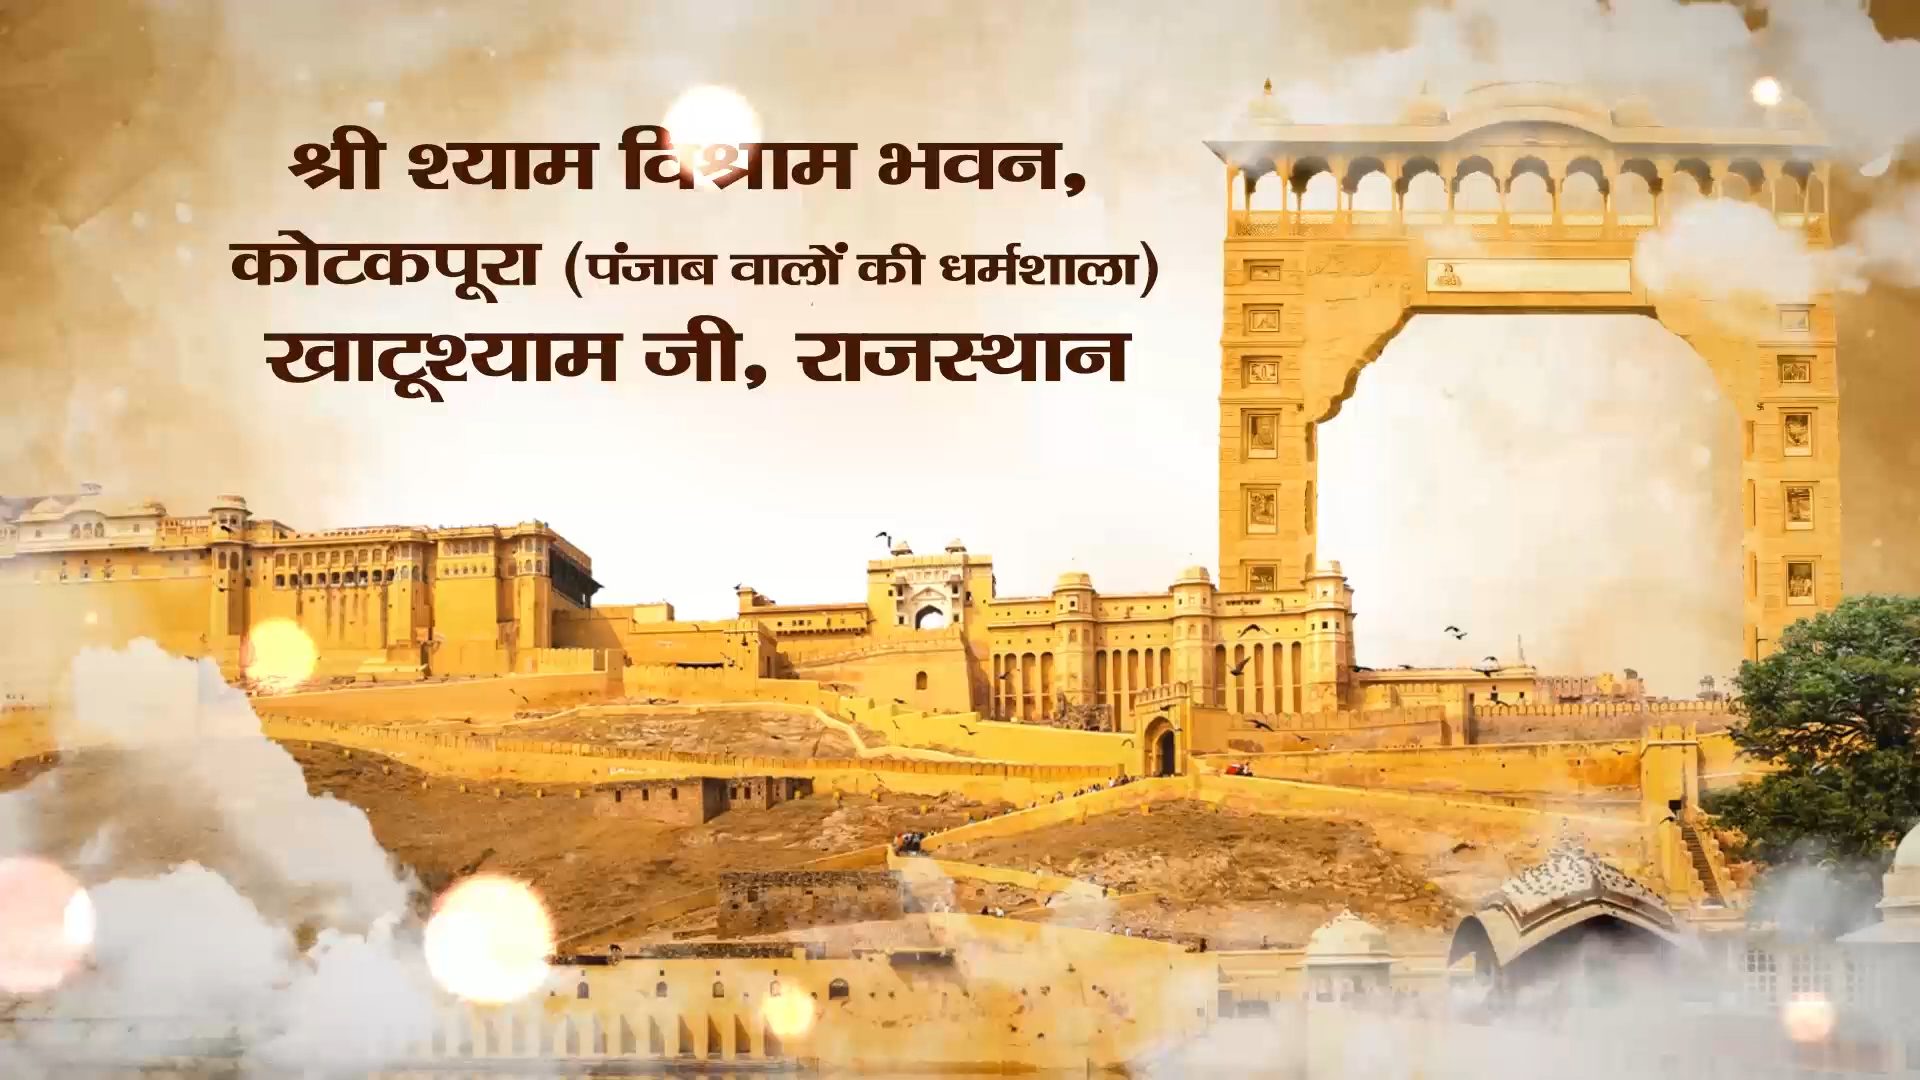 श्री श्याम विश्राम भवन,
कोटकपूरा (पंजाब वालों की धर्मशाला)
खाटूश्याम जी, राजस्थान